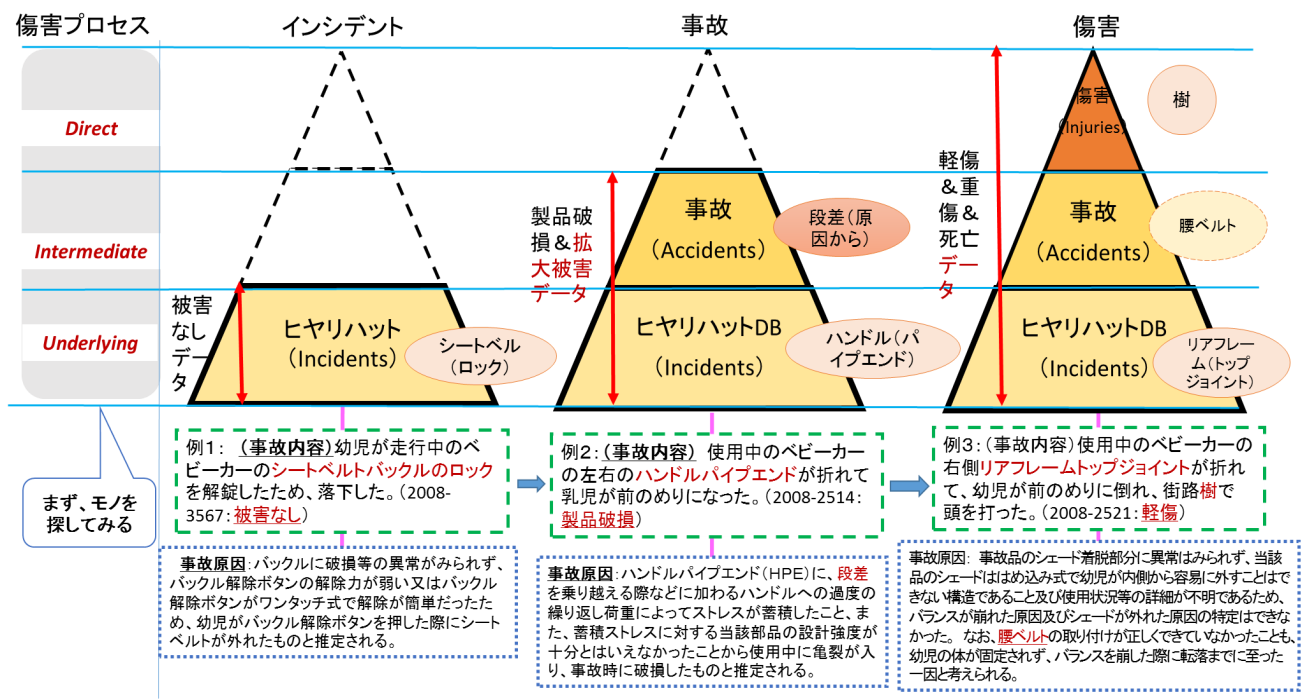 傷害プロセス
インシデント
事故
傷害
Direct
Intermediate
Underlying
まず、モノを
探してみる
被害
なし
デー
タ
ヒヤリハット
(Incidents)
シートベル
(ロック)
製品破
損&拡
大被害
データ
事故
(Accidents)
段差(原
因から)
ヒヤリハットDB
(Incidents)
ハンドル(パ
イプエンド)
軽傷
&重
傷&
死亡
デー
タ
傷害
(Injuries)
樹
事故
(Accidents)
腰ベルト
ヒヤリハットDB
(Incidents)
リアフレー
ム(トップ
ジョイント)
例1: (事故内容)幼児が走行中のベ
ビーカーのシートベルトバックルのロック
を解錠したため、落下した。(2008-
3567:被害なし)
例2:(事故内容) 使用中のベビーカー
の左右のハンドルパイプエンドが折れて
乳児が前のめりになった。(2008-2514:
製品破損)
例3:(事故内容)使用中のベビーカーの
右側リアフレームトップジョイントが折れ
て、幼児が前のめりに倒れ、街路樹で
頭を打った。(2008-2521:軽傷)
事故原因:バックルに破損等の異常がみられず、
バックル解除ボタンの解除力が弱い又はバックル
解除ボタンがワンタッチ式で解除が簡単だったた
め、幼児がバックル解除ボタンを押した際にシート
ベルトが外れたものと推定される。
事故原因:ハンドルパイプエンド(HPE)に、段差
を乗り越える際などに加わるハンドルへの過度の
繰り返し荷重によってストレスが蓄積したこと、ま
た、蓄積ストレスに対する当該部品の設計強度が
十分とはいえなかったことから使用中に亀裂が入
り、事故時に破損したものと推定される。
事故原因: 事故品のシェード着脱部分に異常はみられず、当該
品のシェードははめ込み式で幼児が内側から容易に外すことはで
きない構造であること及び使用状況等の詳細が不明であるため、
バランスが崩れた原因及びシェードが外れた原因の特定はできな
かった。 なお、腰ベルトの取り付けが正しくできていなかったことも、
幼児の体が固定されず、バランスを崩した際に転落までに至った
一因と考えられる。